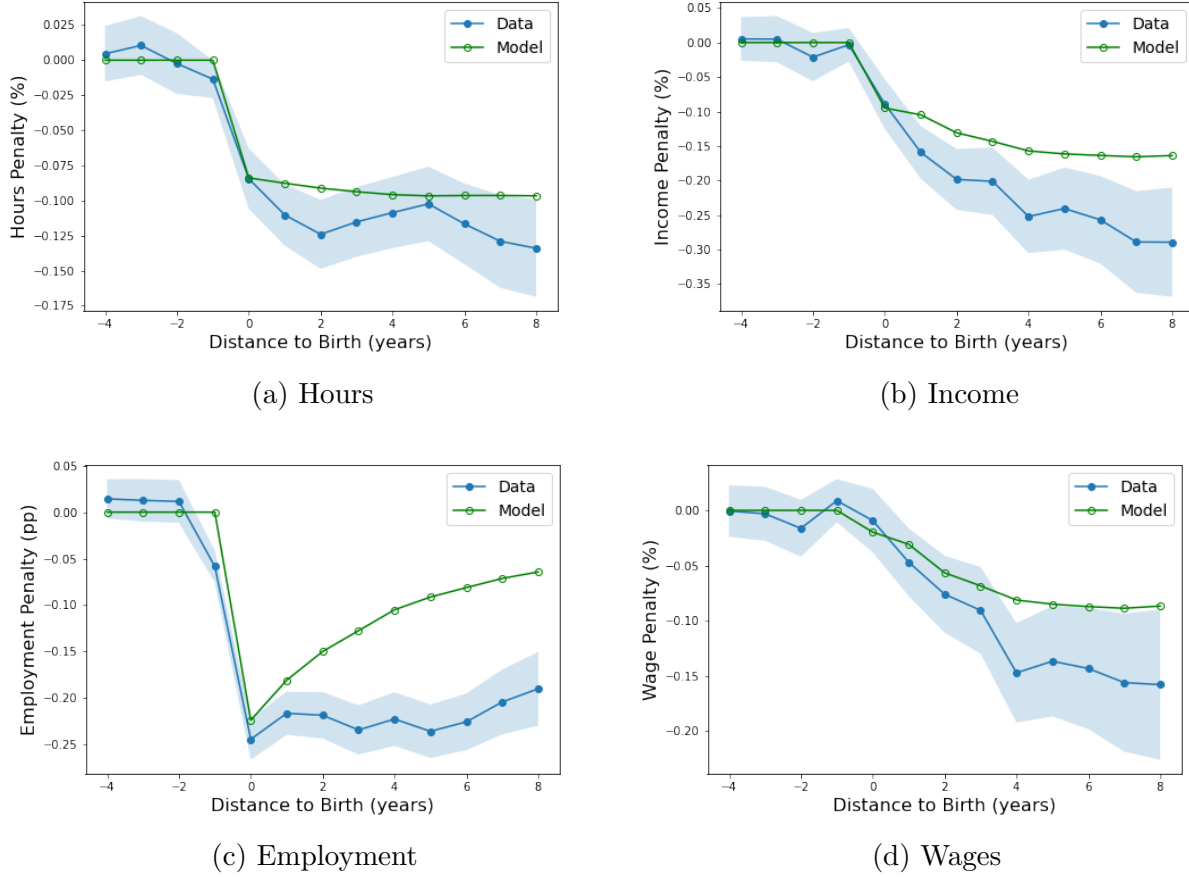 Hours Penalty (%)
0.025
0.000
−0.025
−0.050
−0.075
−0.100
−0.125
−0.150
−0.175
Data
Model
−4 −2 0 2 4 6 8
Distance to Birth (years)
(a) Hours
Income Penalty (%)
0.05
0.00
−0.05
−0.10
−0.15
−0.20
−0.25
−0.30
−0.35
Data
Model
−4 −2 0 2 4 6 8
Distance to Birth (years)
(b) Income
Employment Penalty (pp)
0.05
0.00
−0.05
−0.10
−0.15
−0.20
−0.25
Data
Model
−4 −2 0 2 4 6 8
Distance to Birth (years)
(c) Employment
Wage Penalty (%)
0.00
−0.05
−0.10
−0.15
−0.20
Data
Model
−4 −2 0 2 4 6 8
Distance to Birth (years)
(d) Wages